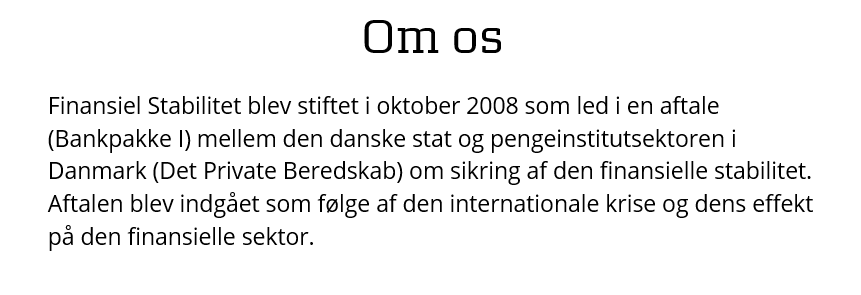 Om os
Finansiel Stabilitet blev stiftet i oktober 2008 som led i en aftale
(Bankpakke I) mellem den danske stat og pengeinstitutsektoren i
Danmark (Det Private Beredskab) om sikring af den finansielle stabilitet.
Aftalen blev indgået som følge af den internationale krise og dens effekt
på den finansielle sektor.